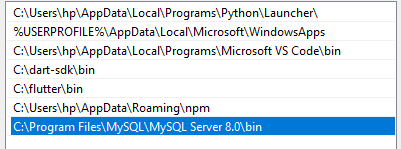 C:\Users\hp\AppData\Local\Programs\Python\Launcher\
%USERPROFILE%\AppData\Local\Microsoft\WindowsApps
C:\Users\hp\AppData\Local\Programs\Microsoft VS Code\bin
C:\dart-sdk\bin
C:\flutter\bin
C:\Users\hp\AppData\Roaming\npm
C:\Program Files\MySQL\MySQL Server 8.0\bin